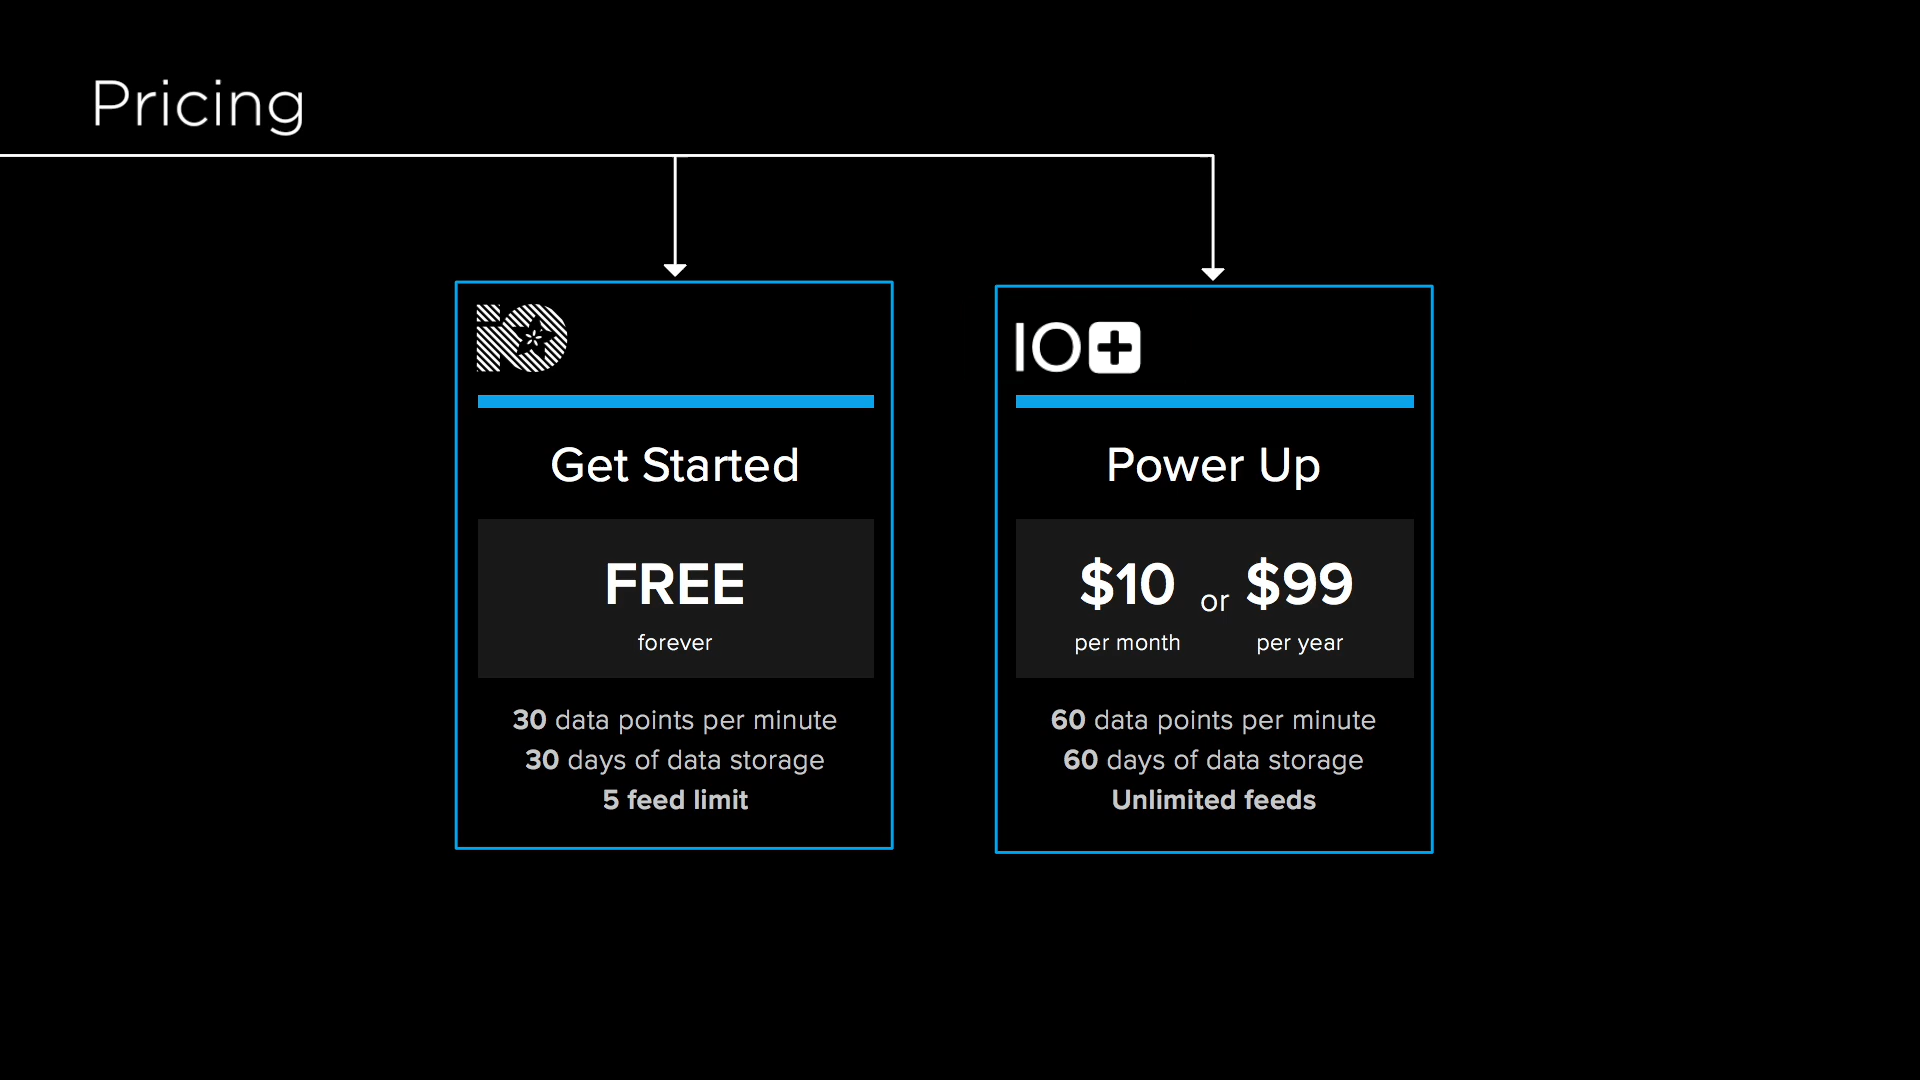 Pricing
iO
IO+
Get Started
FREE
forever
30 data points per minute
30 days of data storage
5 feed limit
Power Up
$10 or $99
per month per year
60 data points per minute
60 days of data storage
Unlimited feeds